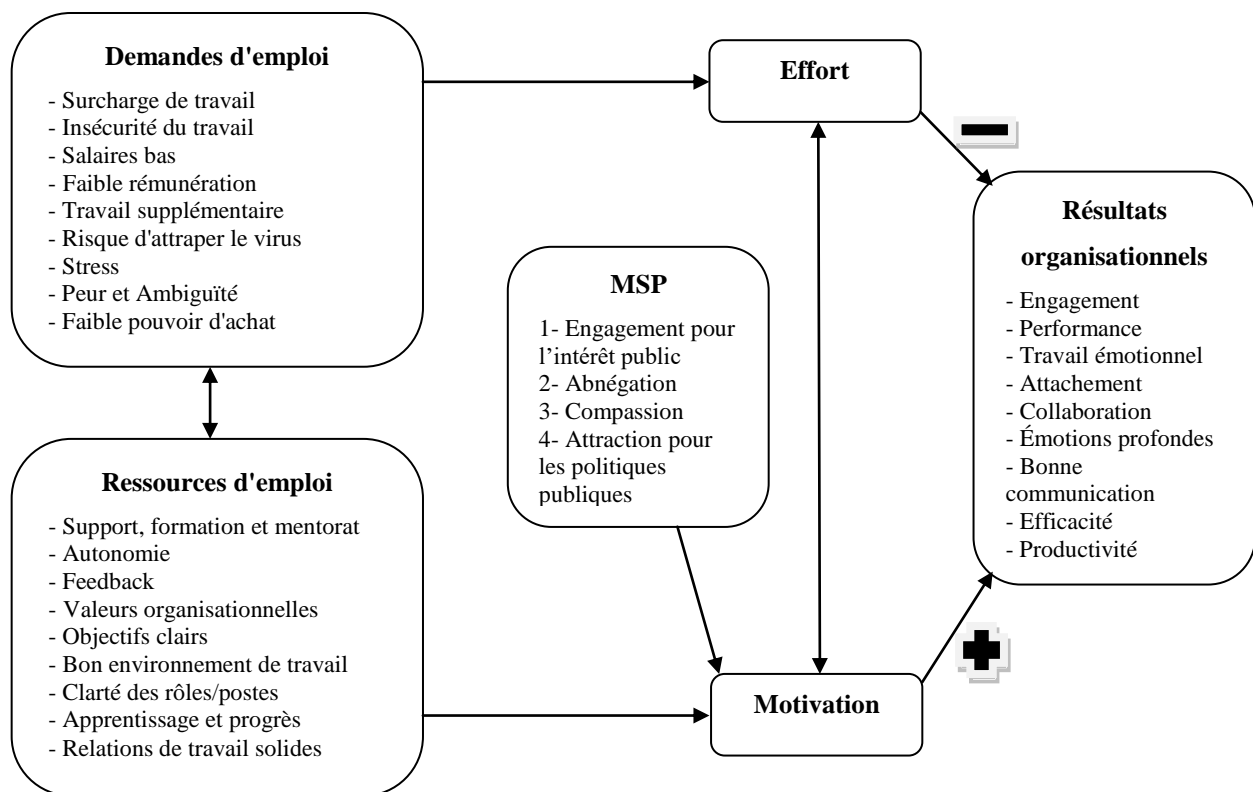 Demandes d'emploi
- Surcharge de travail
- Insécurité du travail
- Salaires bas
- Faible rémunération
- Travail supplémentaire
- Risque d'attraper le virus
- Stress
- Peur et Ambiguïté
- Faible pouvoir d'achat
Ressources d'emploi
- Support, formation et mentorat
- Autonomie
- Feedback
- Valeurs organisationnelles
- Objectifs clairs
- Bon environnement de travail
- Clarté des rôles/postes
- Apprentissage et progrès
- Relations de travail solides
Effort
MSP
1- Engagement pour
l’intérêt public
2- Abnégation
3- Compassion
4- Attraction pour
les politiques
publiques
Motivation
Résultats
organisationnels
- Engagement
- Performance
- Travail émotionnel
- Attachement
- Collaboration
- Émotions profondes
- Bonne
communication
- Efficacité
- Productivité